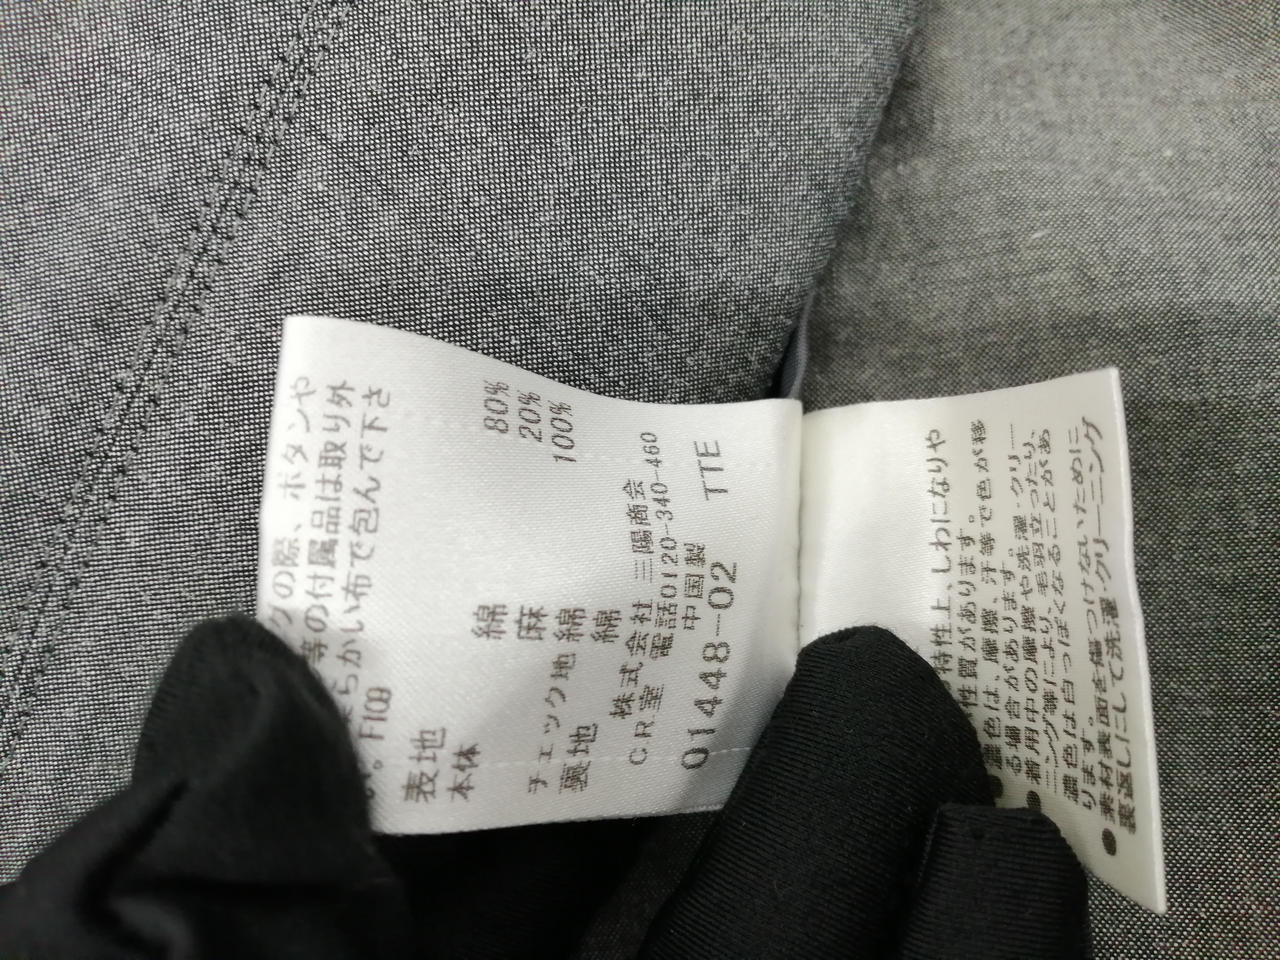 クの際、ボタンや
等の付属品は取り外
らかい布で包んで下さ
い。F108
表地
本体 綿 80%
麻 20%
チェック地 綿 100%
裏地 綿
株式会社 三陽商会
CR室 電話0120-340-460
中国製
01448-02 TTE
特性上、しわになりや
性質があります。
濃色は、摩擦、汗等で色が移
る場合があります。
●着用中の摩擦や洗濯・クリー
ニング等により、毛羽立ったり、
濃色は白っぽくなることがあ
ります。
●素材表面を傷つけないために
裏返しにして洗濯・クリーニング